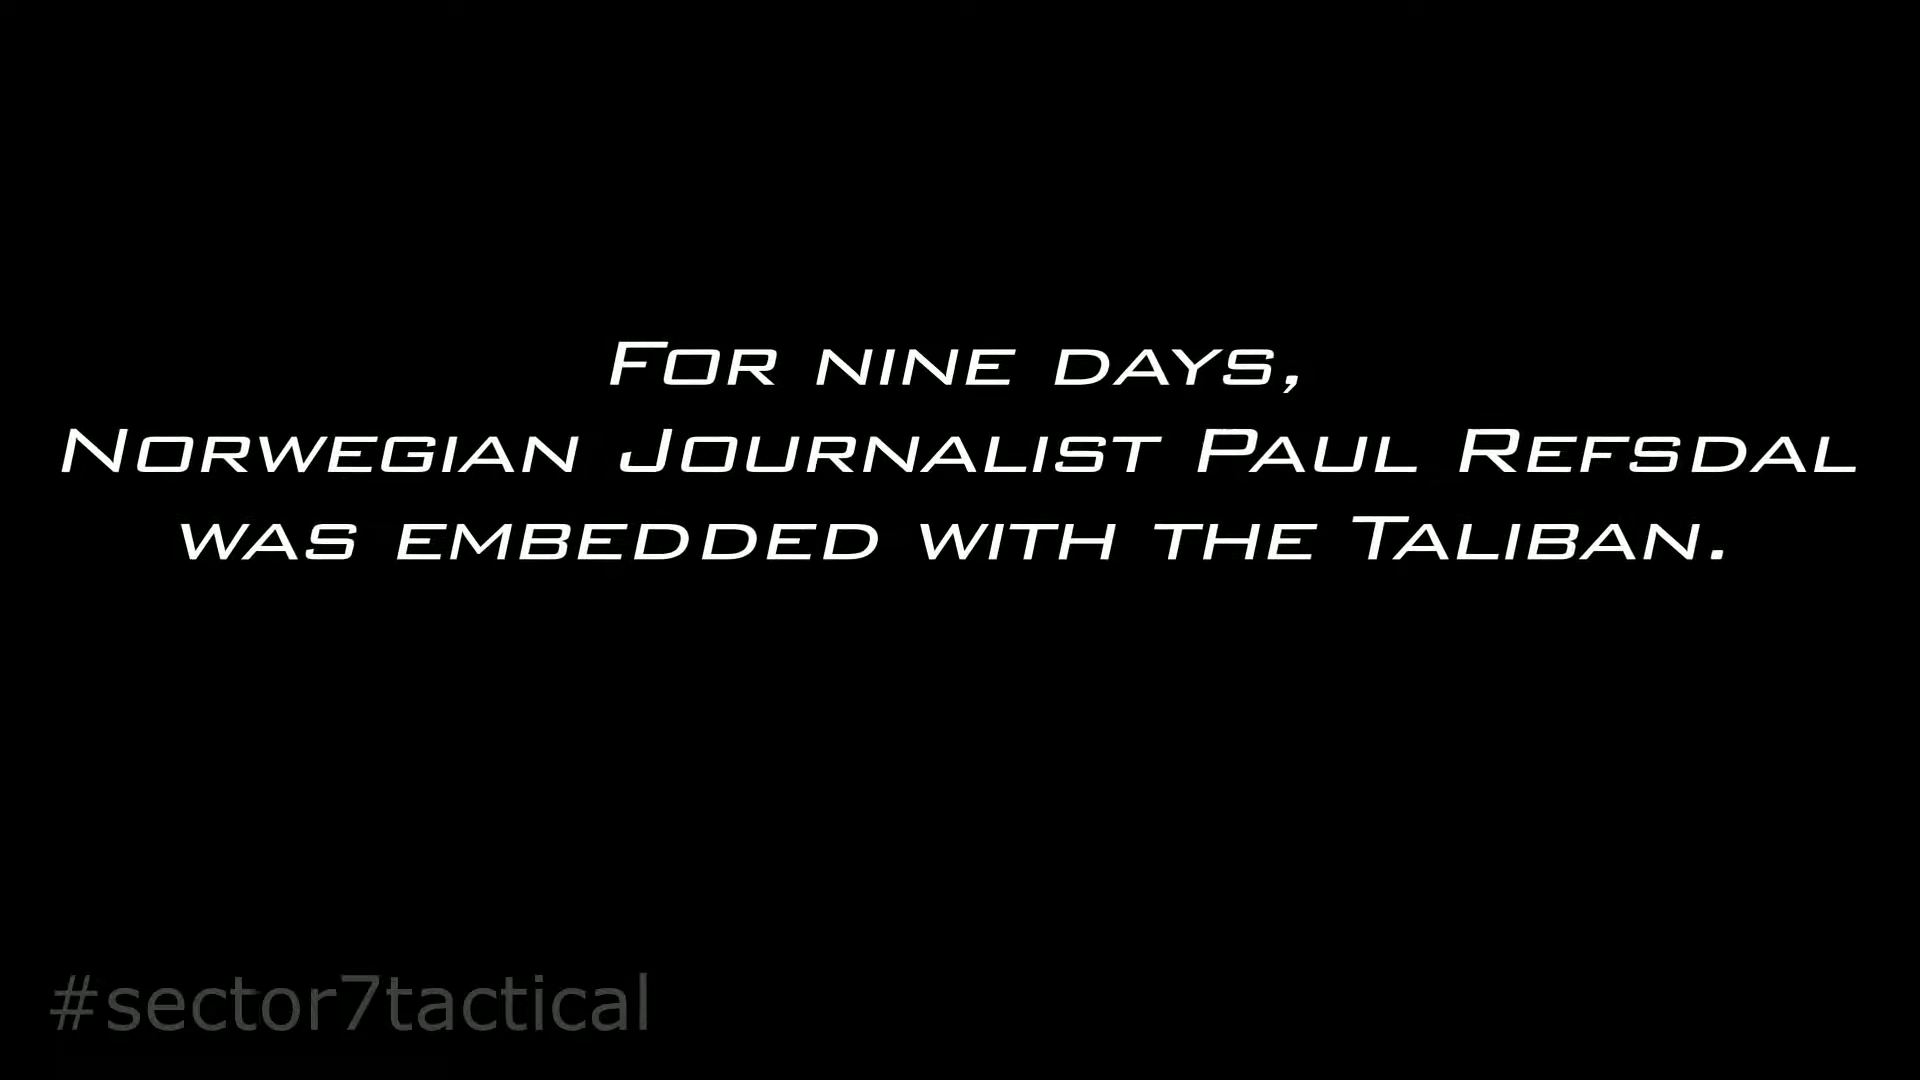 For nine days,
Norwegian Journalist Paul Refsdal
was embedded with the Taliban.
#sector7tactical